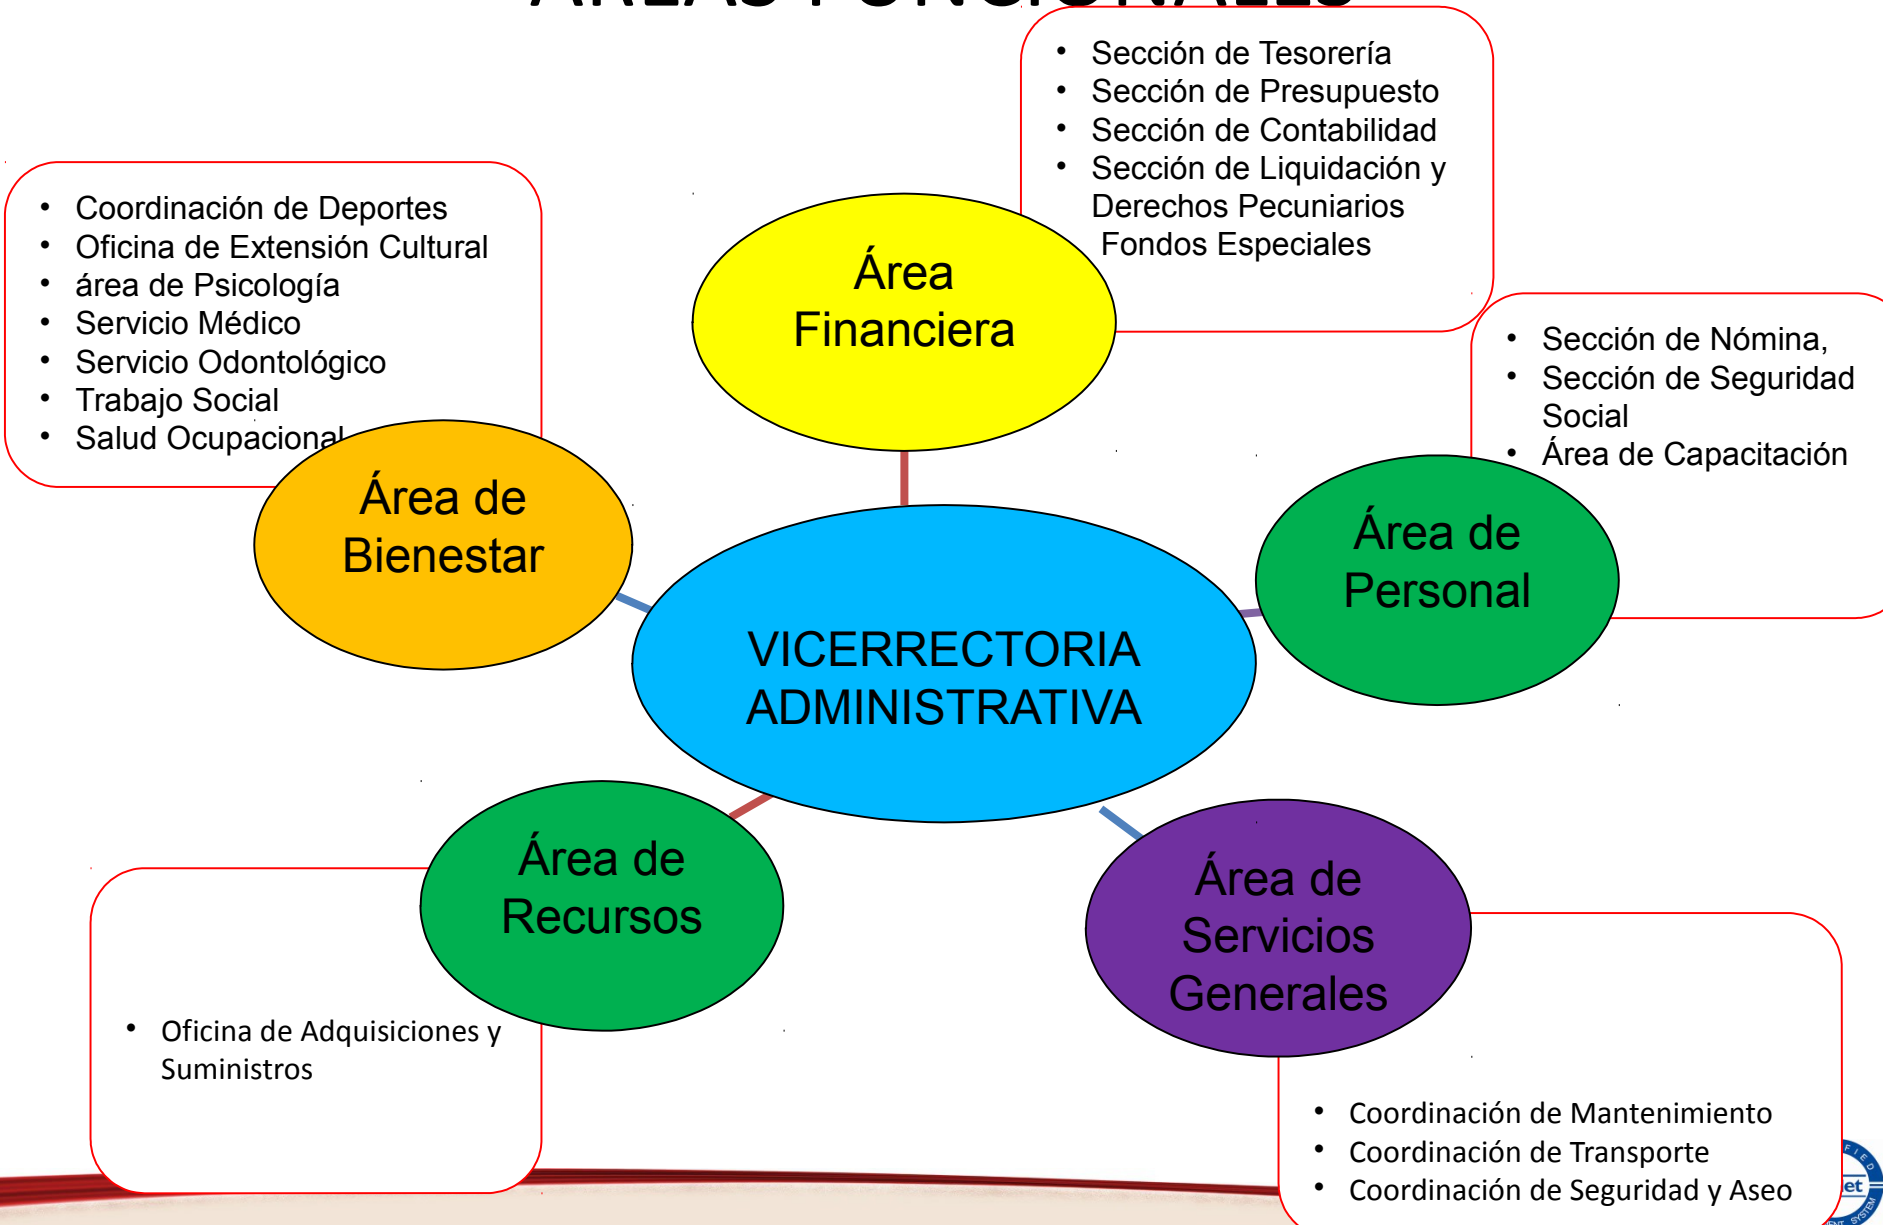 ÁREAS FUNCIONALES
• Sección de Tesorería
• Sección de Presupuesto
• Sección de Contabilidad
• Sección de Liquidación y
Derechos Pecuniarios
Fondos Especiales
• Coordinación de Deportes
• Oficina de Extensión Cultural
• área de Psicología
• Servicio Médico
• Servicio Odontológico
• Trabajo Social
• Salud Ocupacional
Área
Financiera
• Sección de Nómina,
• Sección de Seguridad
Social
• Área de Capacitación
Área de
Bienestar
Área de
Personal
VICERRECTORIA
ADMINISTRATIVA
Área de
Recursos
Área de
Servicios
Generales
• Oficina de Adquisiciones y
Suministros
• Coordinación de Mantenimiento
• Coordinación de Transporte
• Coordinación de Seguridad y Aseo
SYSTEM